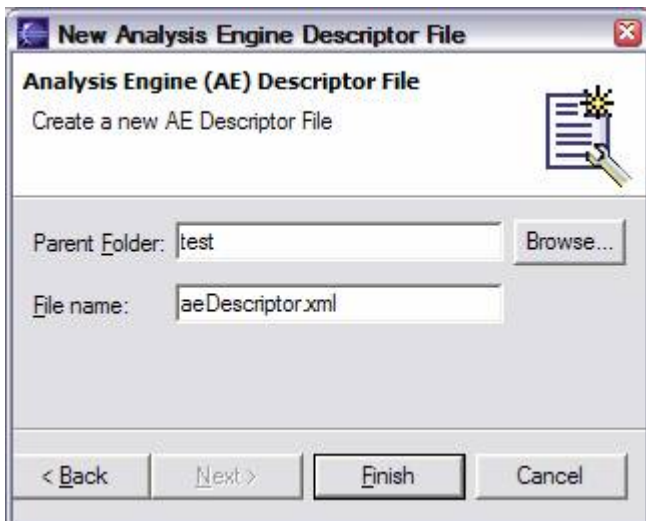 New Analysis Engine Descriptor File
Analysis Engine (AE) Descriptor File
Create a new AE Descriptor File
Parent Folder: test Browse...
File name: aeDescriptor.xml
< Back Next > Finish Cancel